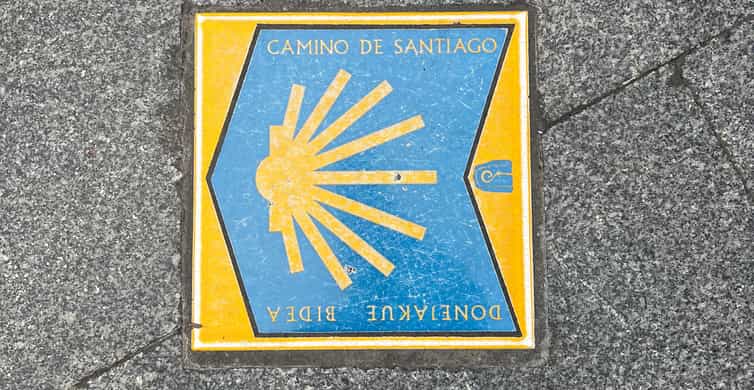 CAMINO DE SANTIAGO
DONEJAKUE BIDEA